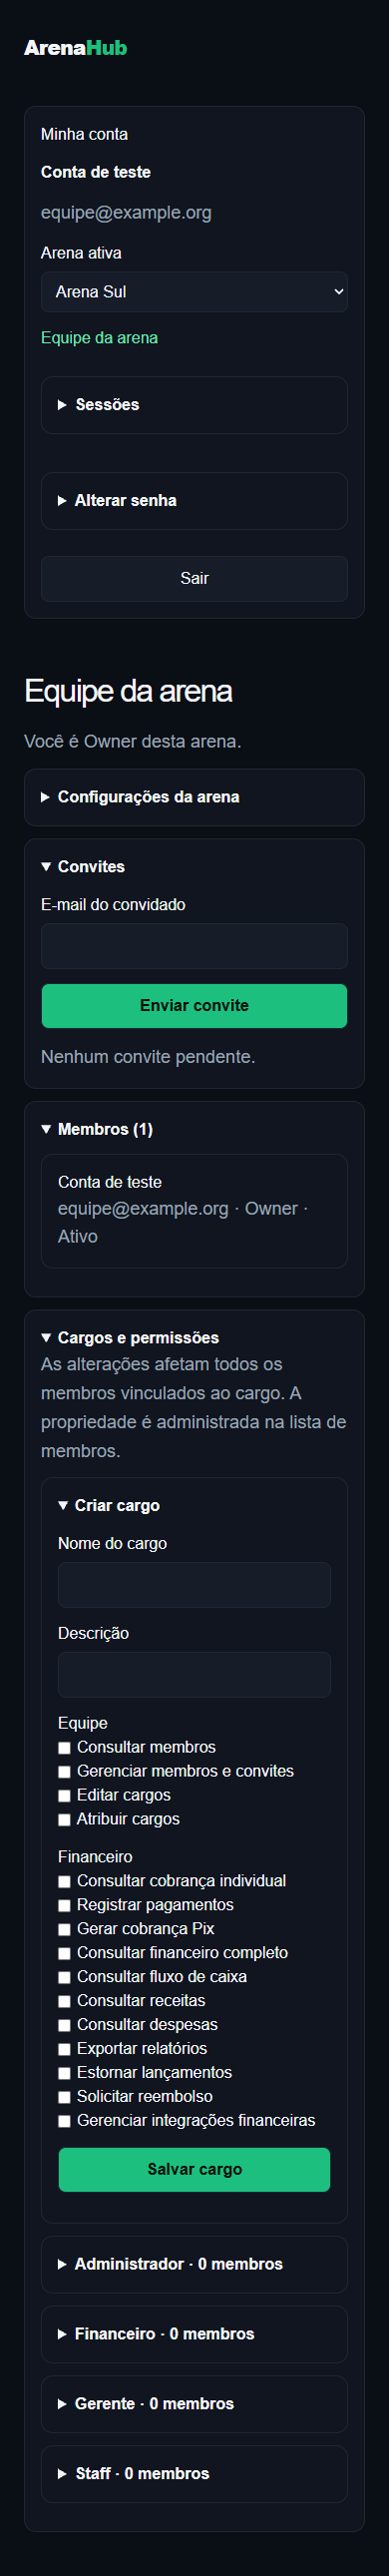 ArenaHub
Minha conta
Conta de teste
equipe@example.org
Arena ativa
Arena Sul
Equipe da arena
Sessões
Alterar senha
Sair
Equipe da arena
Você é Owner desta arena.
Configurações da arena
Convites
E-mail do convidado
Enviar convite
Nenhum convite pendente.
Membros (1)
Conta de teste
equipe@example.org · Owner ·
Ativo
Cargos e permissões
As alterações afetam todos os
membros vinculados ao cargo. A
propriedade é administrada na lista de
membros.
Criar cargo
Nome do cargo
Descrição
Equipe
Consultar membros
Gerenciar membros e convites
Editar cargos
Atribuir cargos
Financeiro
Consultar cobrança individual
Registrar pagamentos
Gerar cobrança Pix
Consultar financeiro completo
Consultar fluxo de caixa
Consultar receitas
Consultar despesas
Exportar relatórios
Estornar lançamentos
Solicitar reembolso
Gerenciar integrações financeiras
Salvar cargo
Administrador · 0 membros
Financeiro · 0 membros
Gerente · 0 membros
Staff · 0 membros